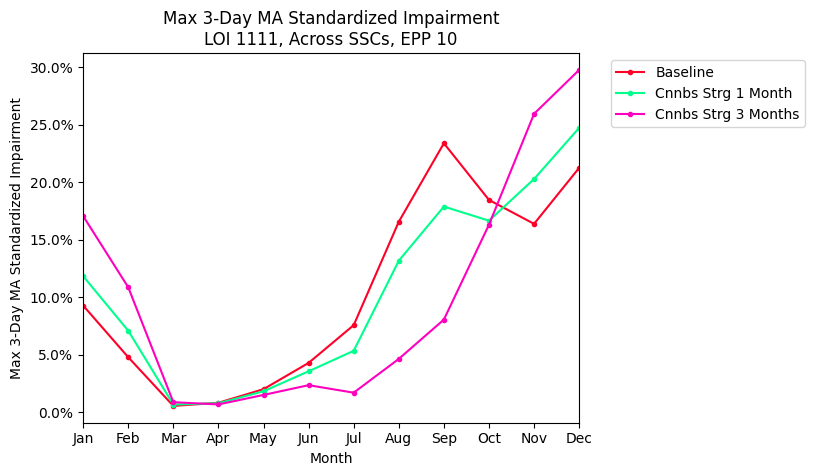 Max 3-Day MA Standardized Impairment
LOI 1111, Across SSCs, EPP 10
Max 3-Day MA Standardized Impairment
30.0%
25.0%
20.0%
15.0%
10.0%
5.0%
0.0%
Jan Feb Mar Apr May Jun Jul Aug Sep Oct Nov Dec
Month
Baseline
Cnnbs Strg 1 Month
Cnnbs Strg 3 Months